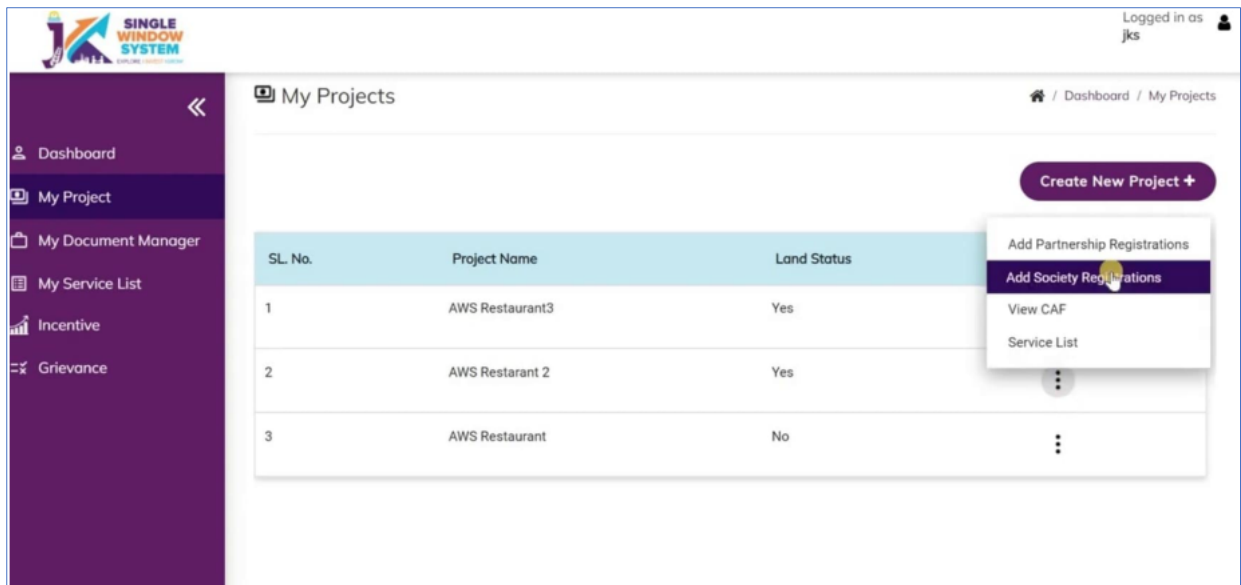 SINGLE
WINDOW
SYSTEM
Logged in as
jks
My Projects
/ Dashboard / My Projects
Dashboard
My Project
My Document Manager
My Service List
Incentive
Grievance
Create New Project +
SL. No. Project Name Land Status
1 AWS Restaurant3 Yes
2 AWS Restarant 2 Yes
3 AWS Restaurant No
Add Partnership Registrations
Add Society Registrations
View CAF
Service List